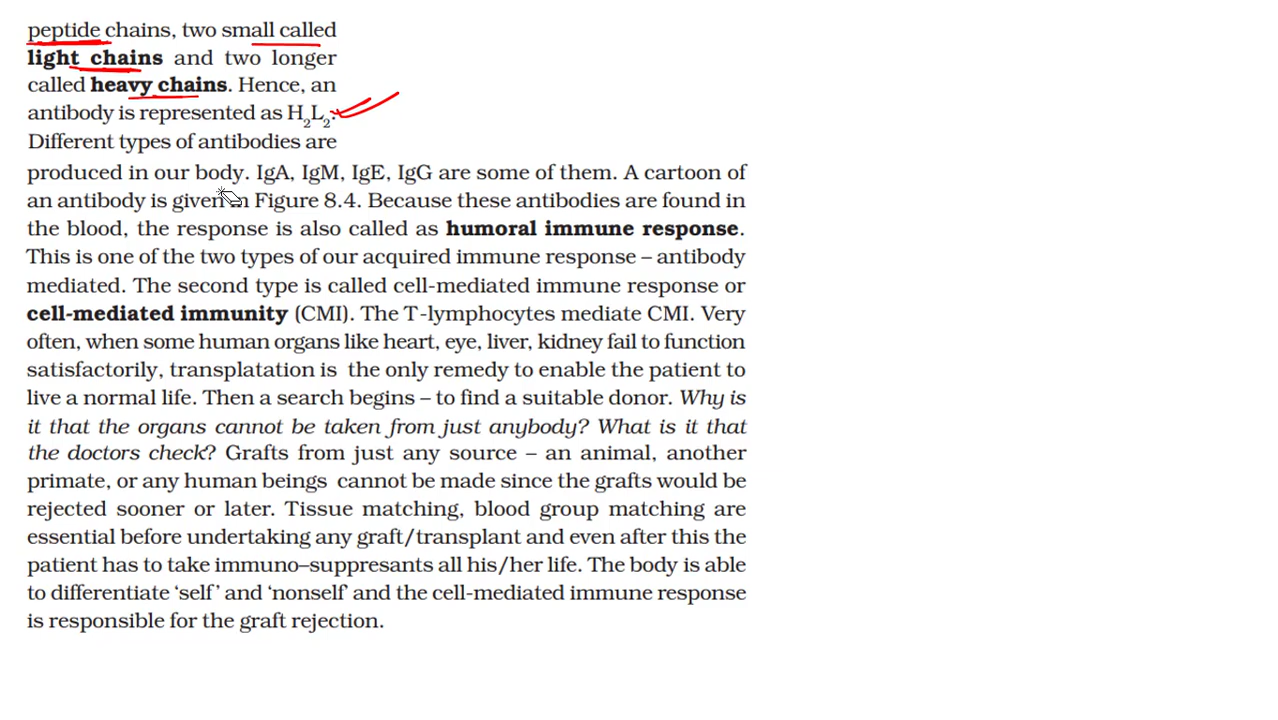 peptide chains, two small called
light chains and two longer
called heavy chains. Hence, an
antibody is represented as H2L2.
Different types of antibodies are
produced in our body. IgA, IgM, IgE, IgG are some of them. A cartoon of
an antibody is given in Figure 8.4. Because these antibodies are found in
the blood, the response is also called as humoral immune response.
This is one of the two types of our acquired immune response – antibody
mediated. The second type is called cell-mediated immune response or
cell-mediated immunity (CMI). The T-lymphocytes mediate CMI. Very
often, when some human organs like heart, eye, liver, kidney fail to function
satisfactorily, transplatation is the only remedy to enable the patient to
live a normal life. Then a search begins – to find a suitable donor. Why is
it that the organs cannot be taken from just anybody? What is it that
the doctors check? Grafts from just any source – an animal, another
primate, or any human beings cannot be made since the grafts would be
rejected sooner or later. Tissue matching, blood group matching are
essential before undertaking any graft/transplant and even after this the
patient has to take immuno–suppresants all his/her life. The body is able
to differentiate ‘self’ and ‘nonself’ and the cell-mediated immune response
is responsible for the graft rejection.